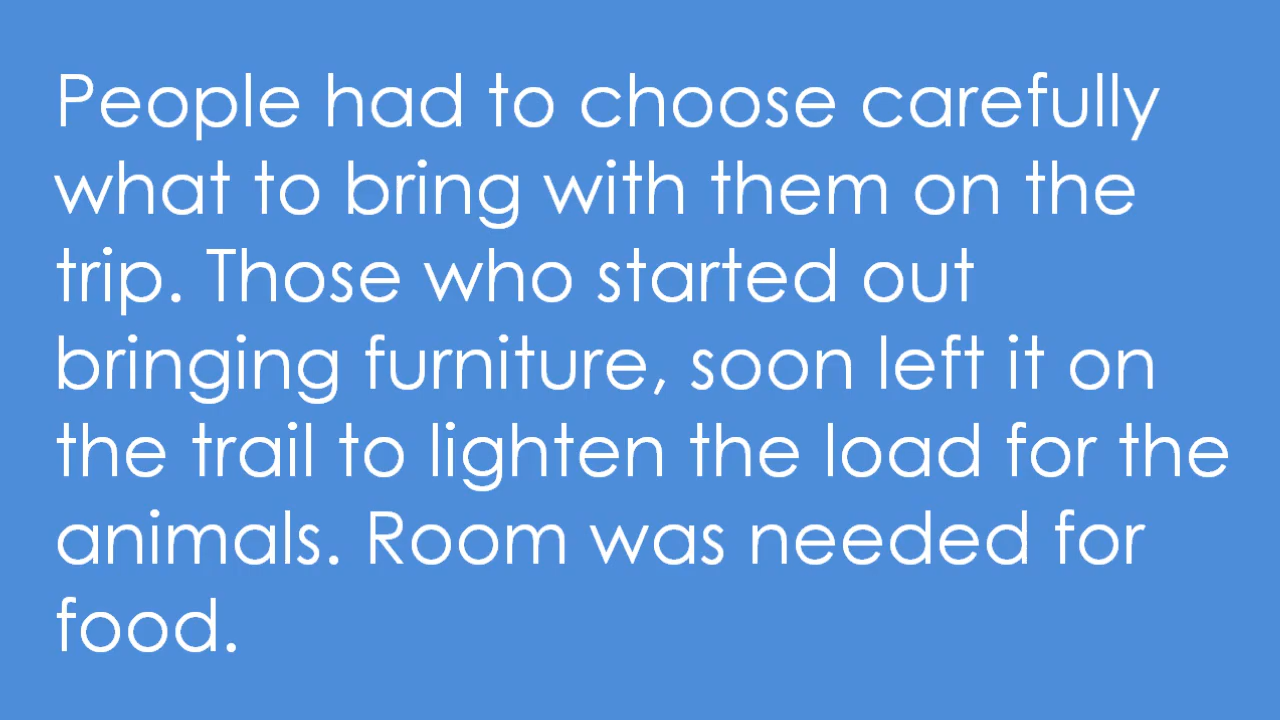 People had to choose carefully
what to bring with them on the
trip. Those who started out
bringing furniture, soon left it on
the trail to lighten the load for the
animals. Room was needed for
food.